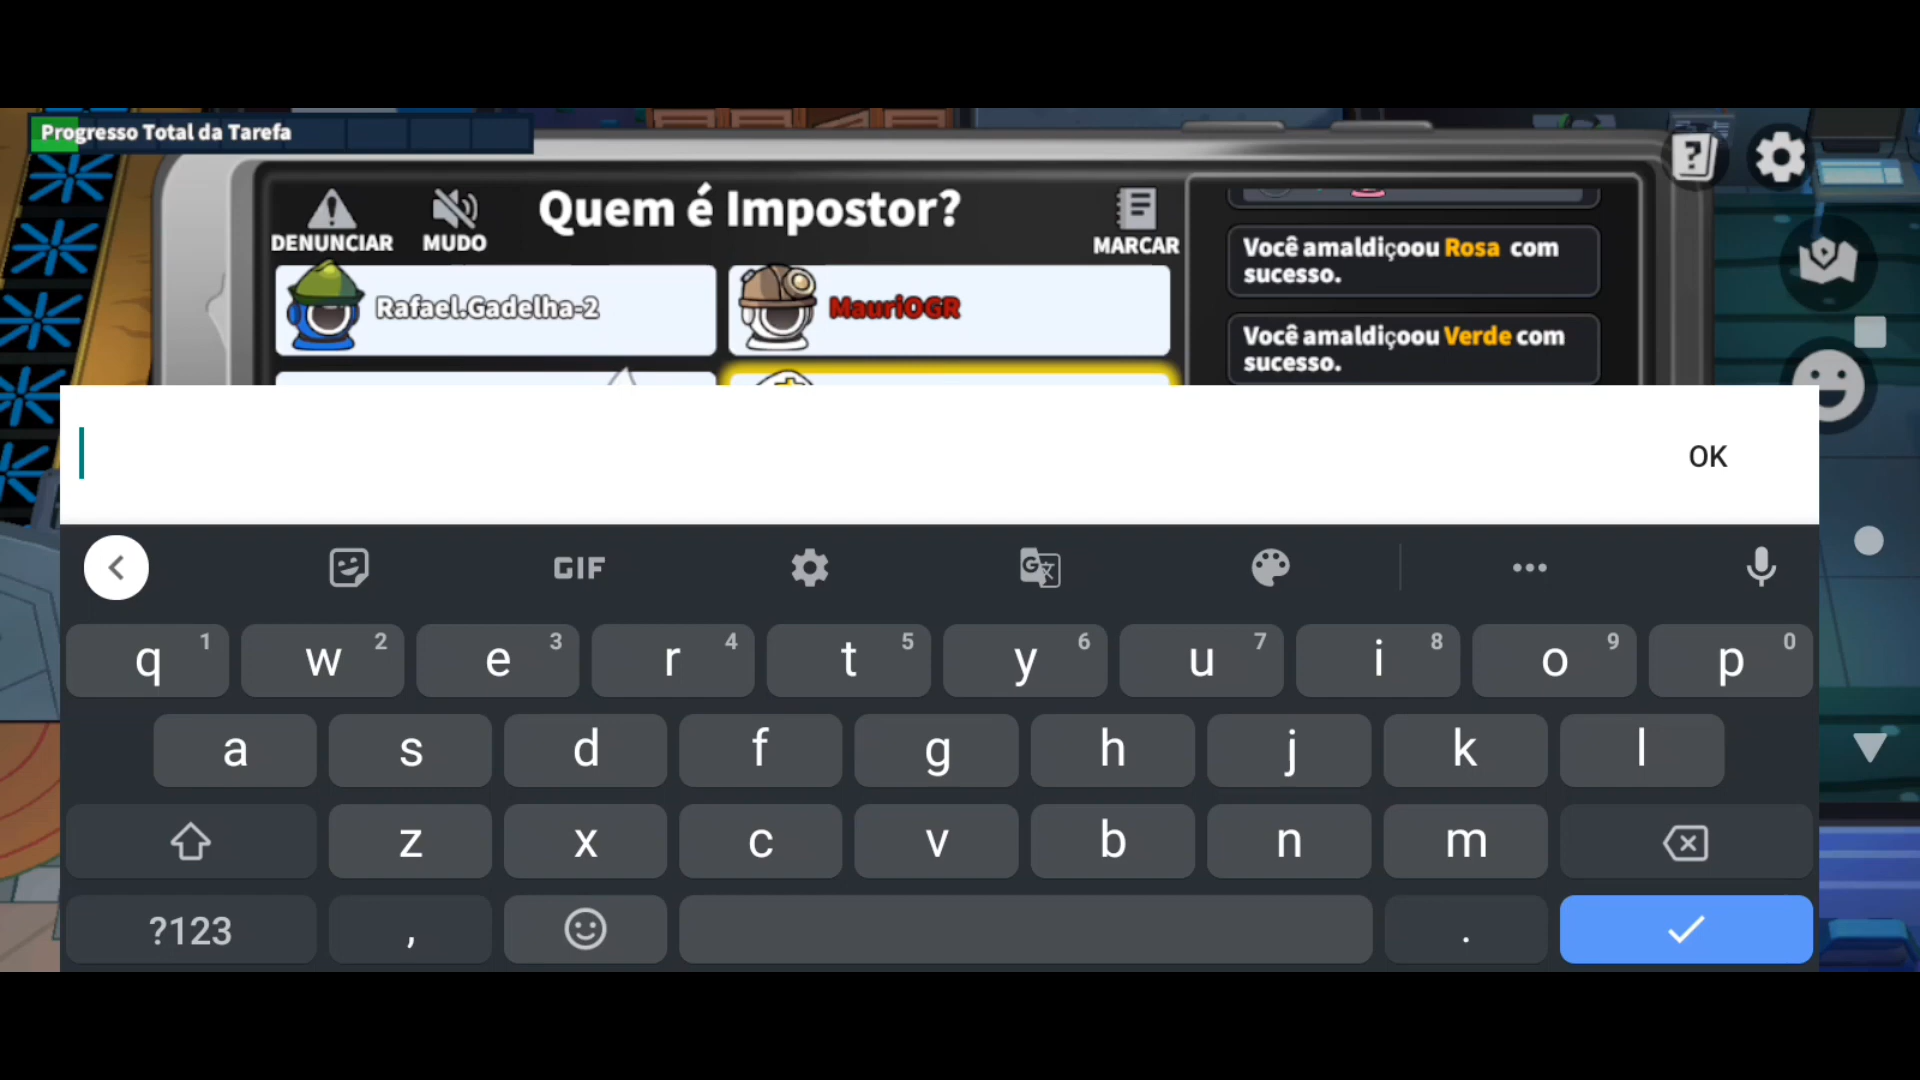 Progresso Total da Tarefa
Quem é Impostor?
DENUNCIAR
MUDO
MARCAR
Rafael.Gadelha-2
MauriOGR
Você amaldiçoou Rosa com
sucesso.
Você amaldiçoou Verde com
sucesso.
OK
GIF
q 1 w 2 e 3 r 4 t 5 y 6 u 7 i 8 o 9 p 0
a s d f g h j k l
z x c v b n m
?123 , .